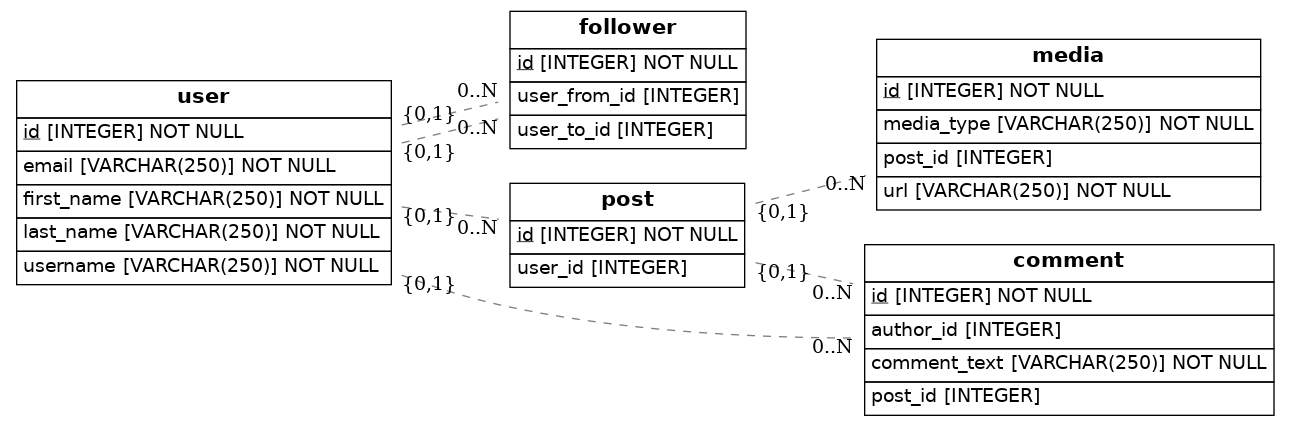 user
id [INTEGER] NOT NULL
email [VARCHAR(250)] NOT NULL
first_name [VARCHAR(250)] NOT NULL
last_name [VARCHAR(250)] NOT NULL
username [VARCHAR(250)] NOT NULL
{0,1}
0..N
{0,1}
0..N
{0,1}
0..N
{0,1}
0..N
follower
id [INTEGER] NOT NULL
user_from_id [INTEGER]
user_to_id [INTEGER]
post
id [INTEGER] NOT NULL
user_id [INTEGER]
{0,1}
0..N
{0,1}
0..N
media
id [INTEGER] NOT NULL
media_type [VARCHAR(250)] NOT NULL
post_id [INTEGER]
url [VARCHAR(250)] NOT NULL
comment
id [INTEGER] NOT NULL
author_id [INTEGER]
comment_text [VARCHAR(250)] NOT NULL
post_id [INTEGER]